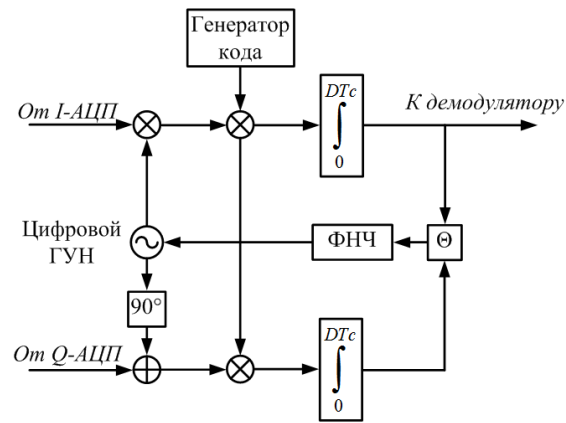 Генератор
кода
От I-АЦП
DTc
∫
0
К демодулятору
Цифровой
ГУН
ФНЧ
Θ
90°
От Q-АЦП
DTc
∫
0